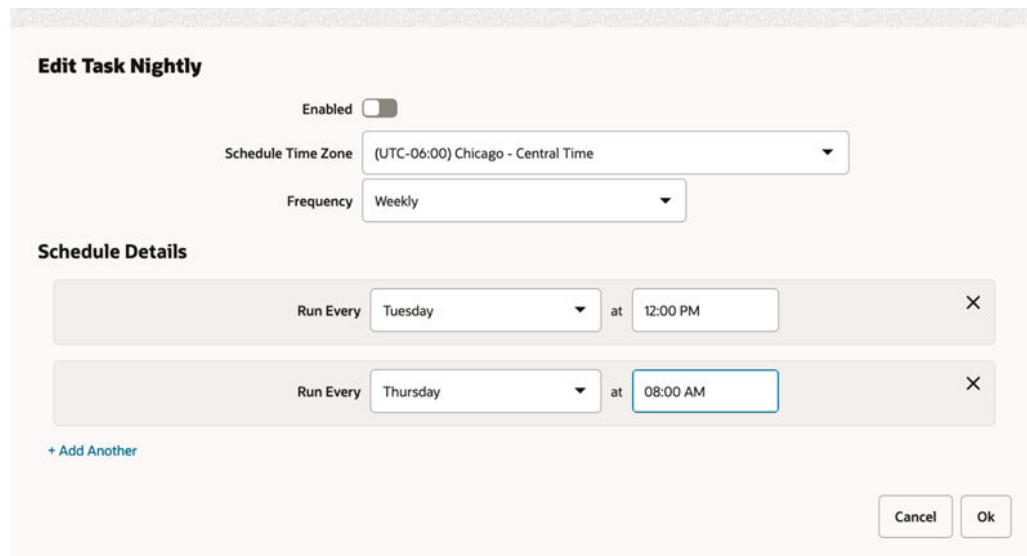 Edit Task Nightly
Enabled
Schedule Time Zone (UTC-06:00) Chicago - Central Time
Frequency Weekly
Schedule Details
Run Every Tuesday at 12:00 PM
Run Every Thursday at 08:00 AM
+ Add Another
Cancel Ok